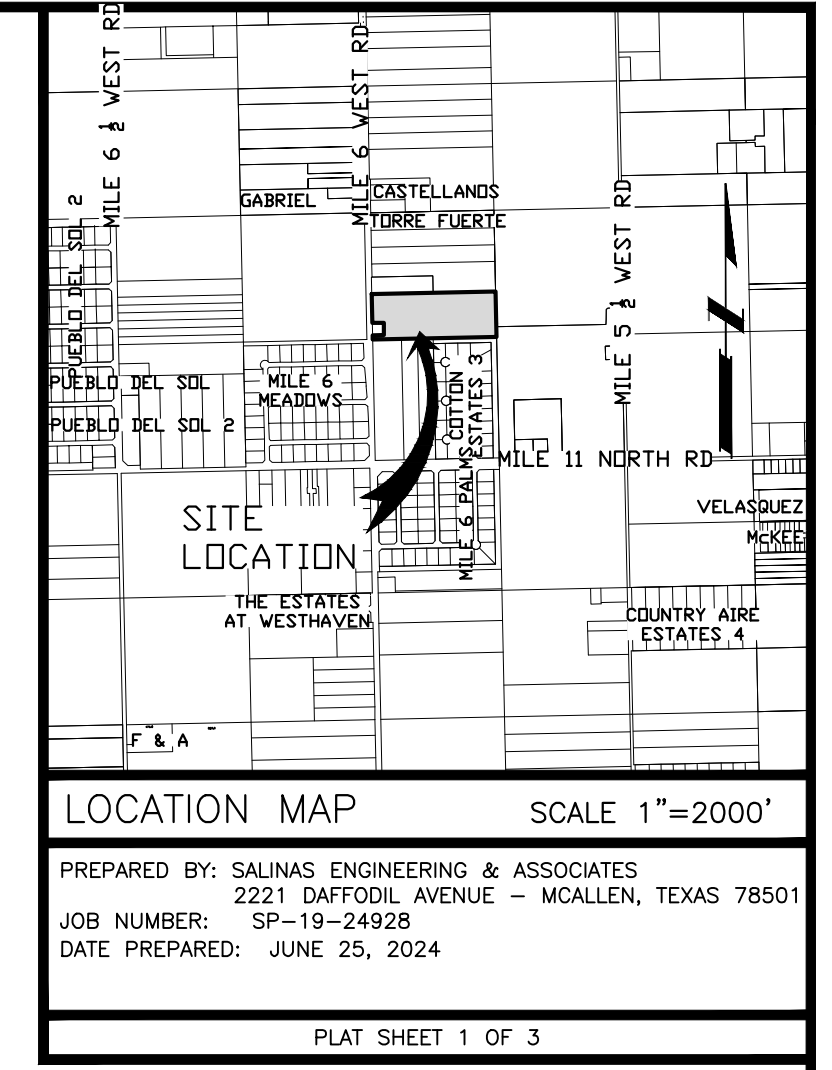 MILE 6 1/2 WEST RD
MILE 6 WEST RD
CASTELLANOS
GABRIEL
TORRE FUERTE
MILE 5 1/2 WEST RD
PUEBLO DEL SOL 2
PUEBLO DEL SOL
PUEBLO DEL SOL 2
MILE 6
MEADOWS
COTTON
ESTATES 3
MILE 6 PALMS
MILE 11 NORTH RD
VELASQUEZ
McKEE
SITE
LOCATION
THE ESTATES
AT WESTHAVEN
COUNTRY AIRE
ESTATES 4
F & A
LOCATION MAP
SCALE 1"=2000'
PREPARED BY: SALINAS ENGINEERING & ASSOCIATES
2221 DAFFODIL AVENUE – MCALLEN, TEXAS 78501
JOB NUMBER: SP–19–24928
DATE PREPARED: JUNE 25, 2024
PLAT SHEET 1 OF 3